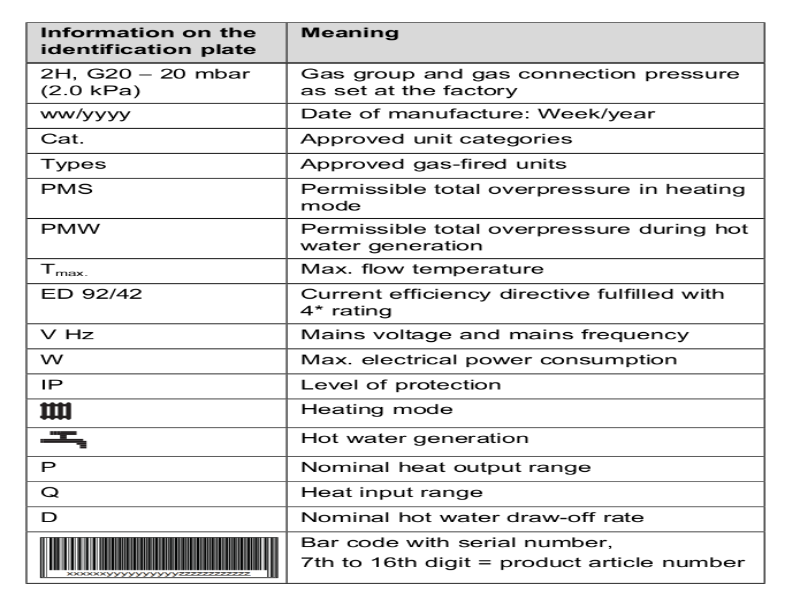 Information on the Meaning
identification plate
2H, G20 – 20 mbar Gas group and gas connection pressure
(2.0 kPa) as set at the factory
ww/yyyy Date of manufacture: Week/year
Cat. Approved unit categories
Types Approved gas-fired units
PMS Permissible total overpressure in heating
mode
PMW Permissible total overpressure during hot
water generation
Tmax. Max. flow temperature
ED 92/42 Current efficiency directive fulfilled with
4* rating
V Hz Mains voltage and mains frequency
W Max. electrical power consumption
IP Level of protection
Heating mode
Hot water generation
P Nominal heat output range
Q Heat input range
D Nominal hot water draw-off rate
Bar code with serial number,
7th to 16th digit = product article number
xxxxxxyyyyyyyyyyzzzzzzzzzzzz